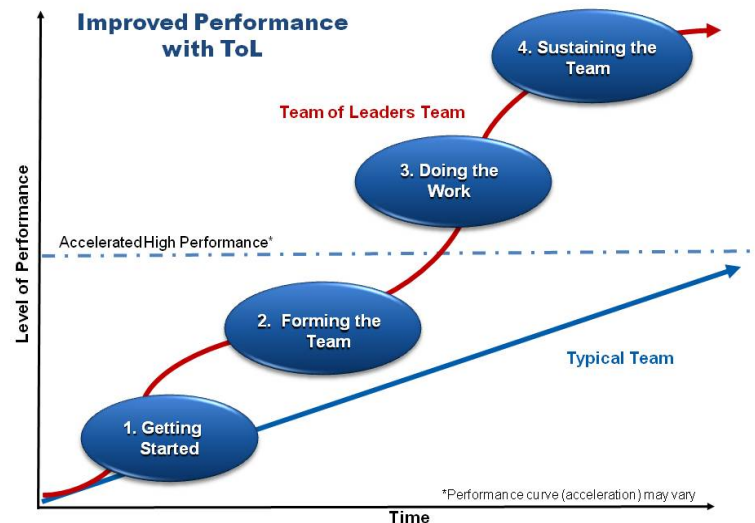 Improved Performance
with ToL
4. Sustaining the
Team
Team of Leaders Team
3. Doing the
Work
Accelerated High Performance*
Level of Performance
2. Forming the
Team
Typical Team
1. Getting
Started
*Performance curve (acceleration) may vary
Time